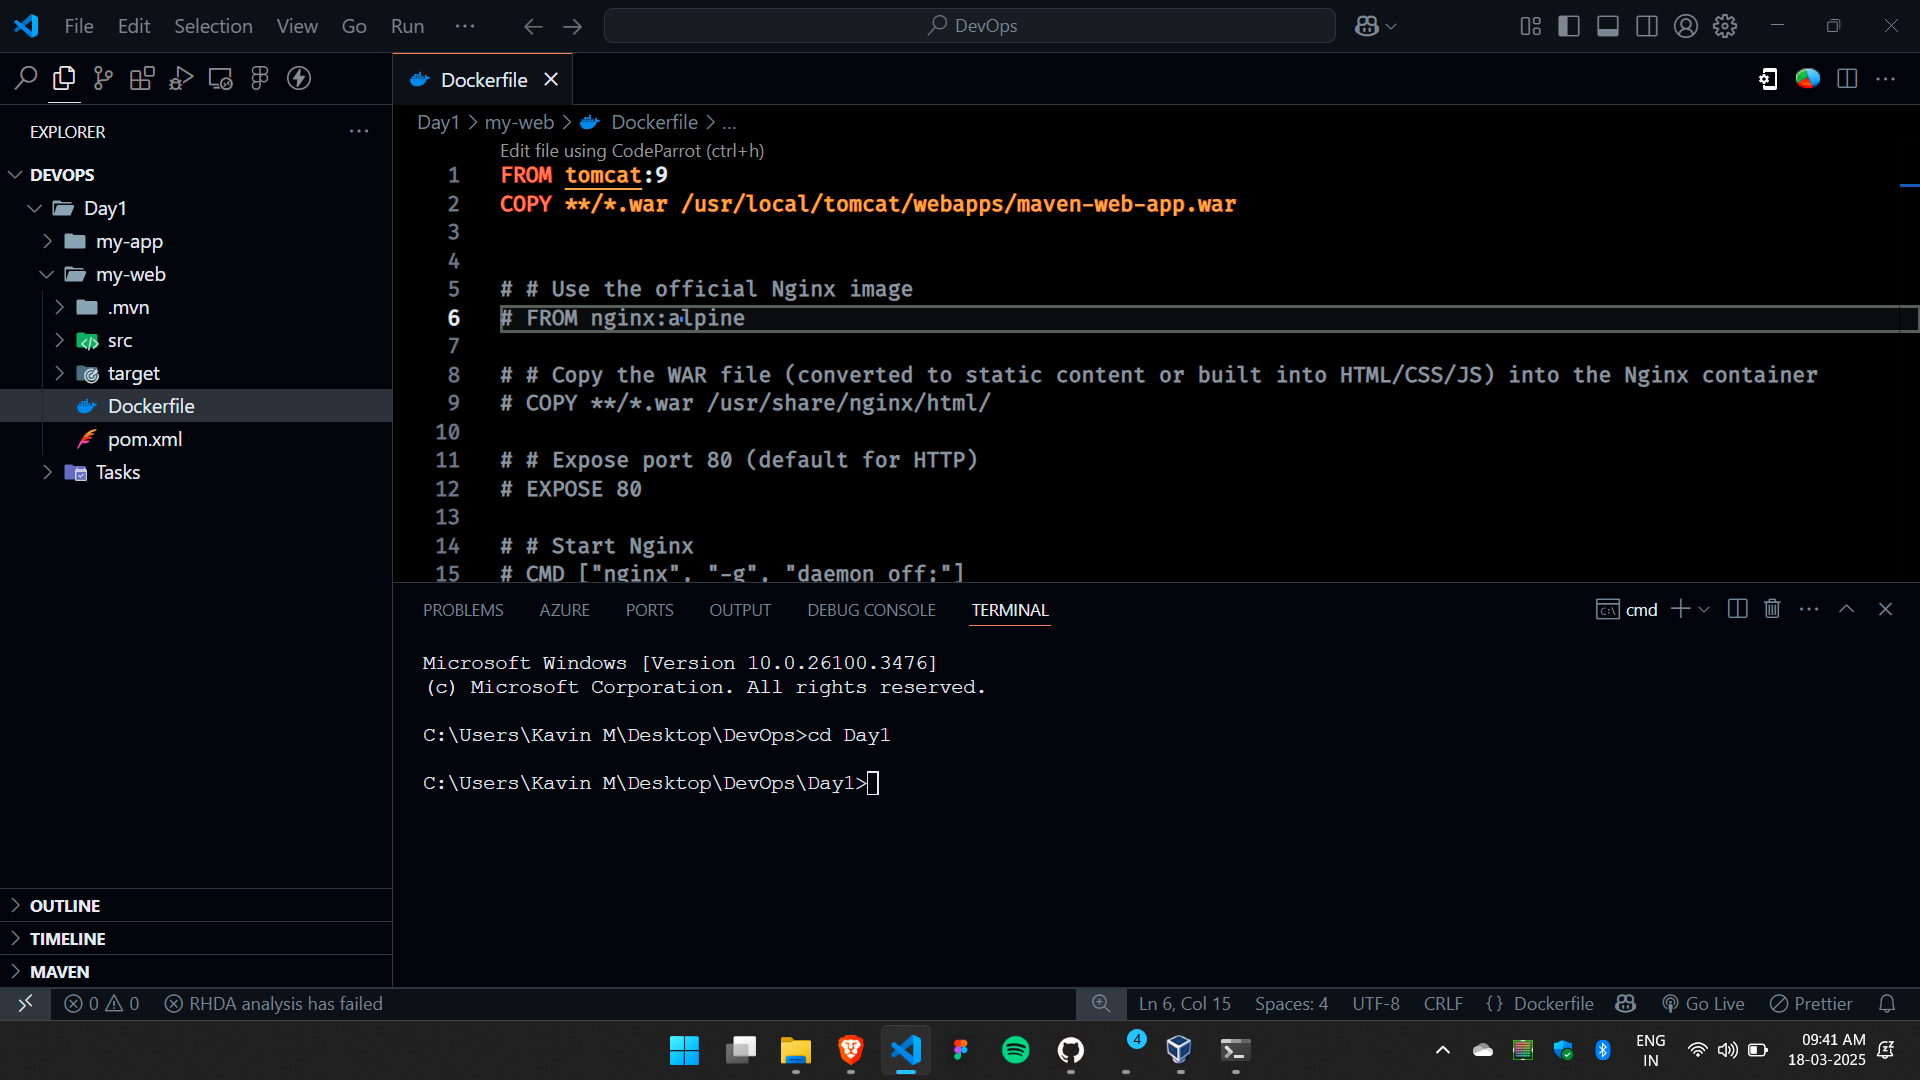 File Edit Selection View Go Run ··· DevOps
EXPLORER ···
DEVOPS
Day1
my-app
my-web
.mvn
src
target
Dockerfile
pom.xml
Tasks
OUTLINE
TIMELINE
MAVEN
Dockerfile
Day1 > my-web > Dockerfile > ...
Edit file using CodeParrot (ctrl+h)
1 FROM tomcat:9
2 COPY **/*.war /usr/local/tomcat/webapps/maven-web-app.war
3
4
5 # # Use the official Nginx image
6 # FROM nginx:alpine
7
8 # # Copy the WAR file (converted to static content or built into HTML/CSS/JS) into the Nginx container
9 # COPY **/*.war /usr/share/nginx/html/
10
11 # # Expose port 80 (default for HTTP)
12 # EXPOSE 80
13
14 # # Start Nginx
15 # CMD ["nginx", "-g", "daemon off;"]
PROBLEMS AZURE PORTS OUTPUT DEBUG CONSOLE TERMINAL cmd
Microsoft Windows [Version 10.0.26100.3476]
(c) Microsoft Corporation. All rights reserved.
C:\Users\Kavin M\Desktop\DevOps>cd Day1
C:\Users\Kavin M\Desktop\DevOps\Day1>
0 0 RHDA analysis has failed Ln 6, Col 15 Spaces: 4 UTF-8 CRLF {} Dockerfile Go Live Prettier
4
ENG
IN
09:41 AM
18-03-2025